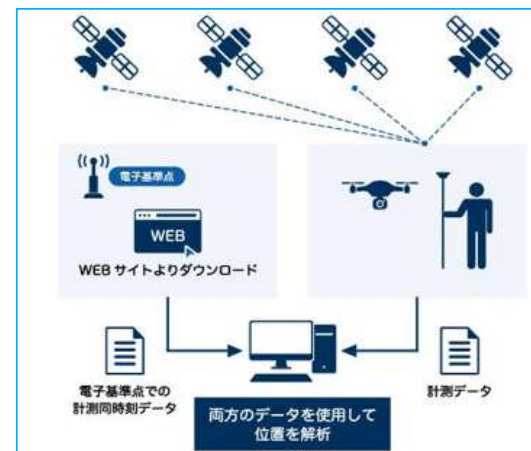 電子基準点
WEB
WEB サイトよりダウンロード
電子基準点での
計測同時刻データ
計測データ
両方のデータを使用して
位置を解析